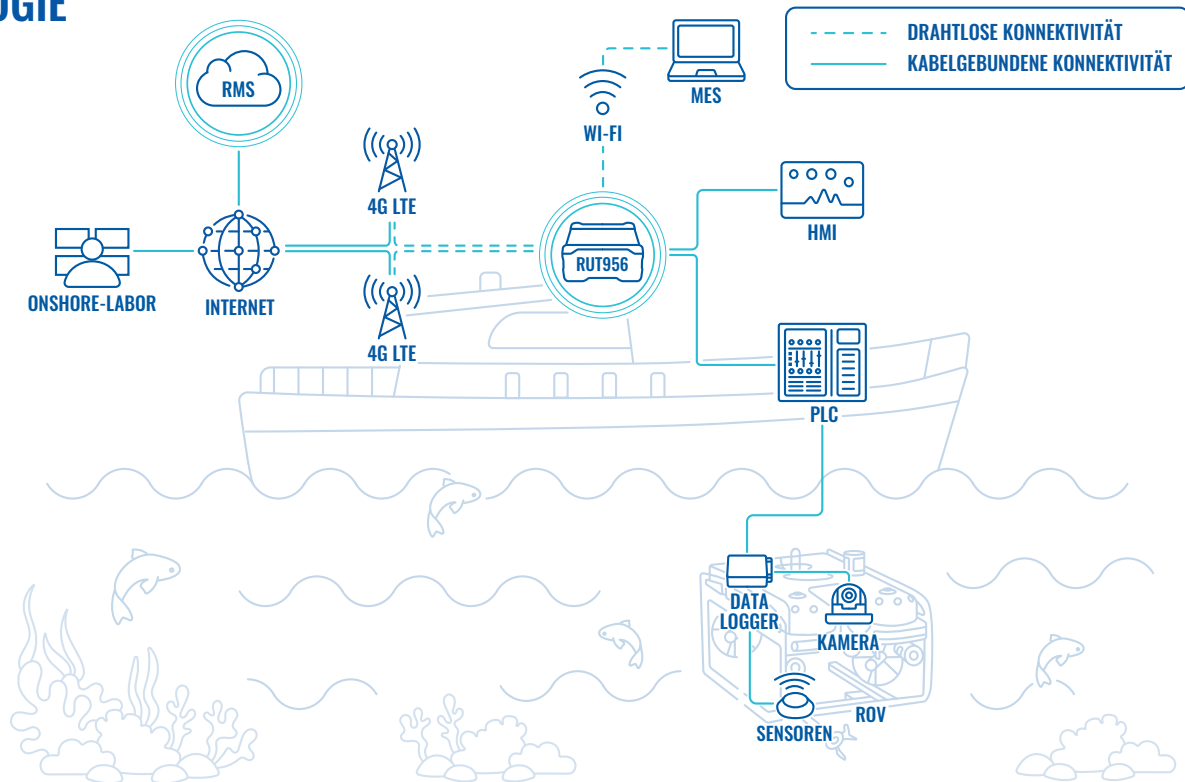 OGIE
DRAHTLOSE KONNEKTIVITÄT
KABELGEBUNDENE KONNEKTIVITÄT
RMS
MES
WI-FI
4G LTE
HMI
RUT956
ONSHORE-LABOR
INTERNET
4G LTE
PLC
DATA
LOGGER
KAMERA
ROV
SENSOREN